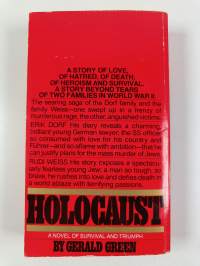 A STORY OF LOVE,
OF HATRED, OF DEATH,
OF HEROISM AND SURVIVAL.
A STORY BEYOND TEARS
OF TWO FAMILIES IN WORLD WAR II.
The searing saga of the Dorf family and the
family Weiss—one swept up in a frenzy of
murderous rage, the other, anguished victims.
ERIK DORF His diary reveals a charming,
brilliant young German lawyer, the SS officer
so consumed with love for his country and
Führer—and so aflame with ambition—that he
can justify plans for the mass murder of Jews.
RUDI WEISS His story exposes a spectacu-
larly fearless young Jew, a man so tough, so
brave, he rushes into love and defies death in
a world ablaze with terrifying passions.
HOLOCAUST
A NOVEL OF SURVIVAL AND TRIUMPH
BY GERALD GREEN